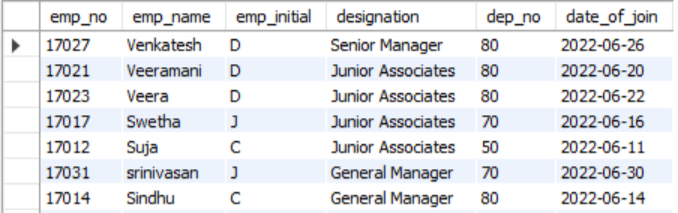 emp_no emp_name emp_initial designation dep_no date_of_join
17027 Venkatesh D Senior Manager 80 2022-06-26
17021 Veeramani D Junior Associates 80 2022-06-20
17023 Veera D Junior Associates 80 2022-06-22
17017 Swetha J Junior Associates 70 2022-06-16
17012 Suja C Junior Associates 50 2022-06-11
17031 srinivasan J General Manager 70 2022-06-30
17014 Sindhu C General Manager 80 2022-06-14